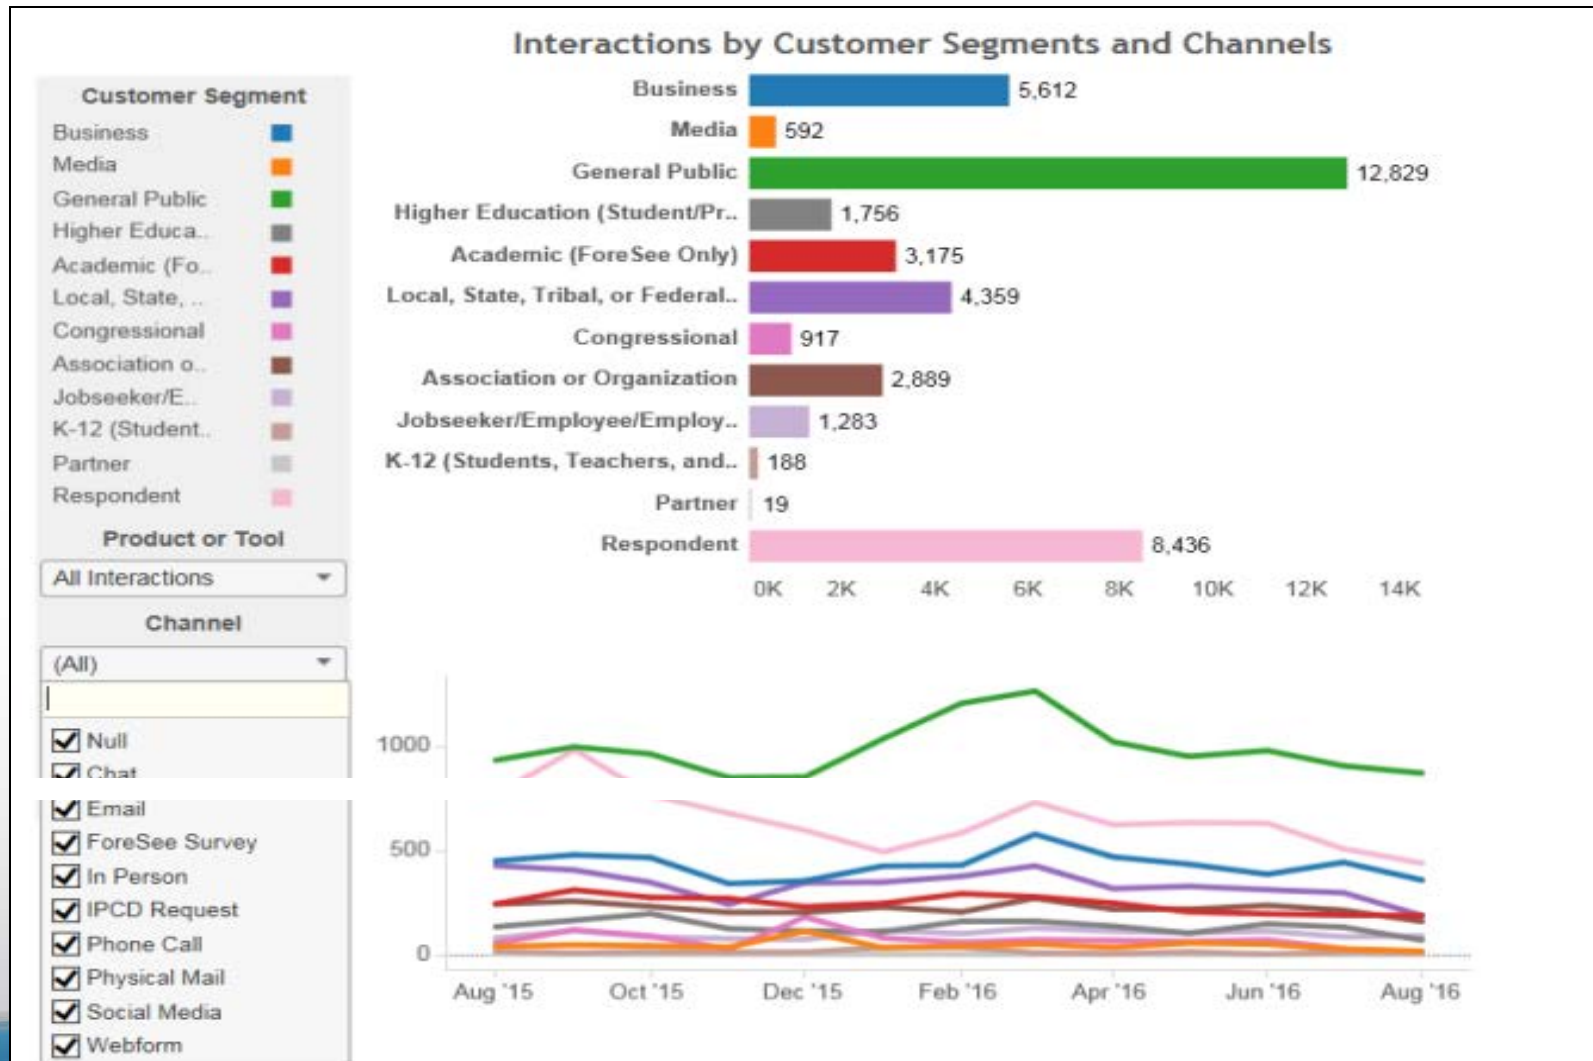 Interactions by Customer Segments and Channels
Customer Segment
Business
Media
General Public
Higher Educa..
Academic (Fo..
Local, State, ..
Congressional
Association o..
Jobseeker/E..
K-12 (Student..
Partner
Respondent
Product or Tool
All Interactions
Channel
(All)
Null
Chat
Email
ForeSee Survey
In Person
IPCD Request
Phone Call
Physical Mail
Social Media
Webform
Business 5,612
Media 592
General Public 12,829
Higher Education (Student/Pr.. 1,756
Academic (ForeSee Only) 3,175
Local, State, Tribal, or Federal.. 4,359
Congressional 917
Association or Organization 2,889
Jobseeker/Employee/Employ.. 1,283
K-12 (Students, Teachers, and.. 188
Partner 19
Respondent 8,436
0K 2K 4K 6K 8K 10K 12K 14K
1000
500
0
Aug '15 Oct '15 Dec '15 Feb '16 Apr '16 Jun '16 Aug '16